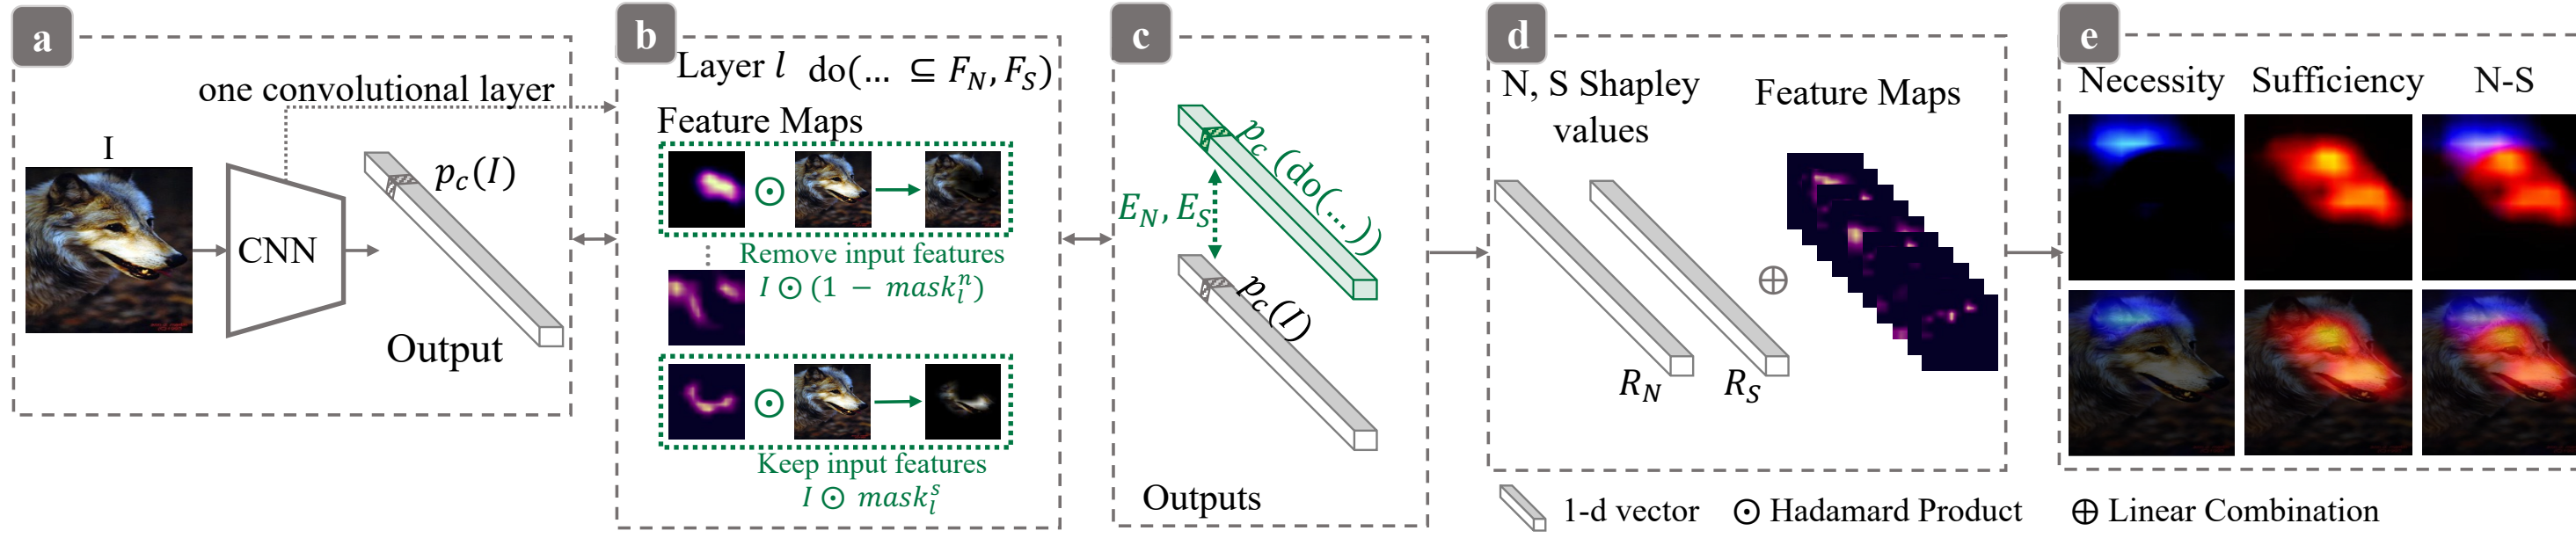 a
one convolutional layer
I
CNN
p_c(I)
Output
b
Layer l do(... ⊆ F_N, F_S)
Feature Maps
⊙
Remove input features
I ⊙ (1 − mask_l^n)
⊙
Keep input features
I ⊙ mask_l^s
c
p_c(do(...))
E_N, E_S
p_c(I)
Outputs
d
N, S Shapley
values
Feature Maps
⊕
R_N
R_S
e
Necessity
Sufficiency
N-S
1-d vector
⊙ Hadamard Product
⊕ Linear Combination